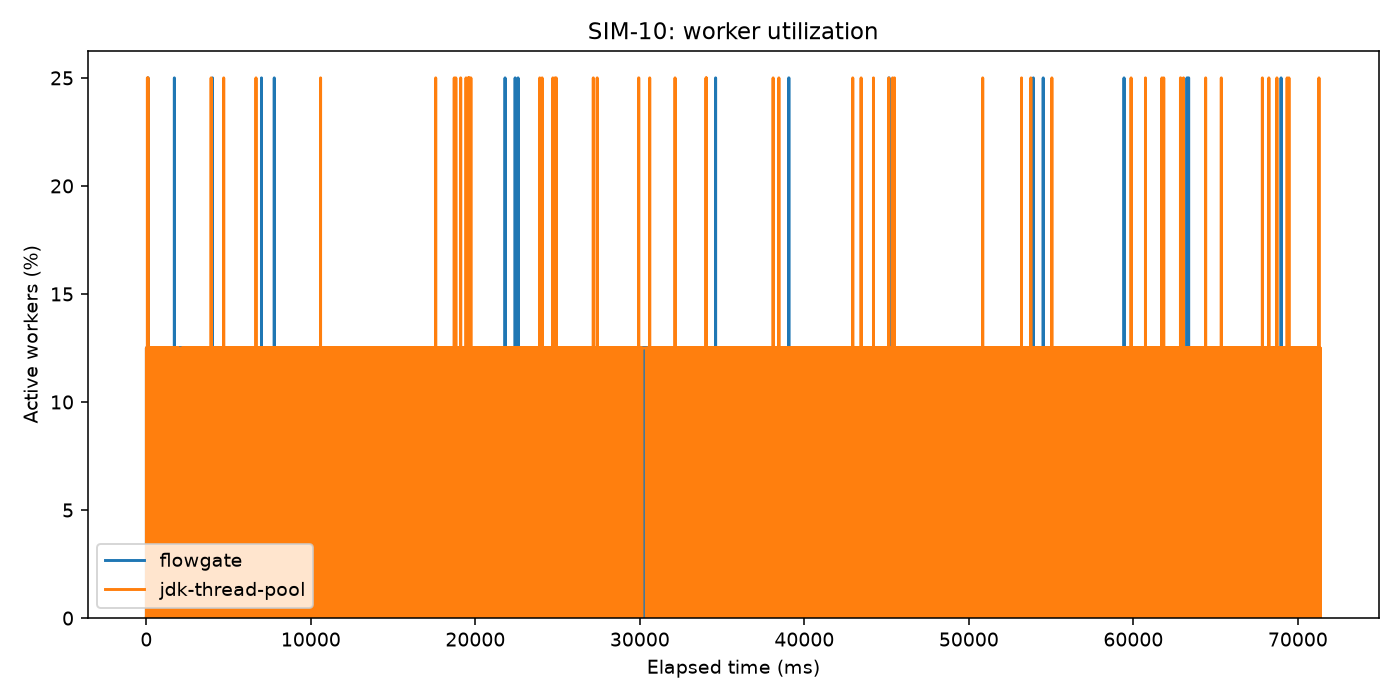 SIM-10: worker utilization
Active workers (%)
25
20
15
10
5
0
flowgate
jdk-thread-pool
0 10000 20000 30000 40000 50000 60000 70000
Elapsed time (ms)